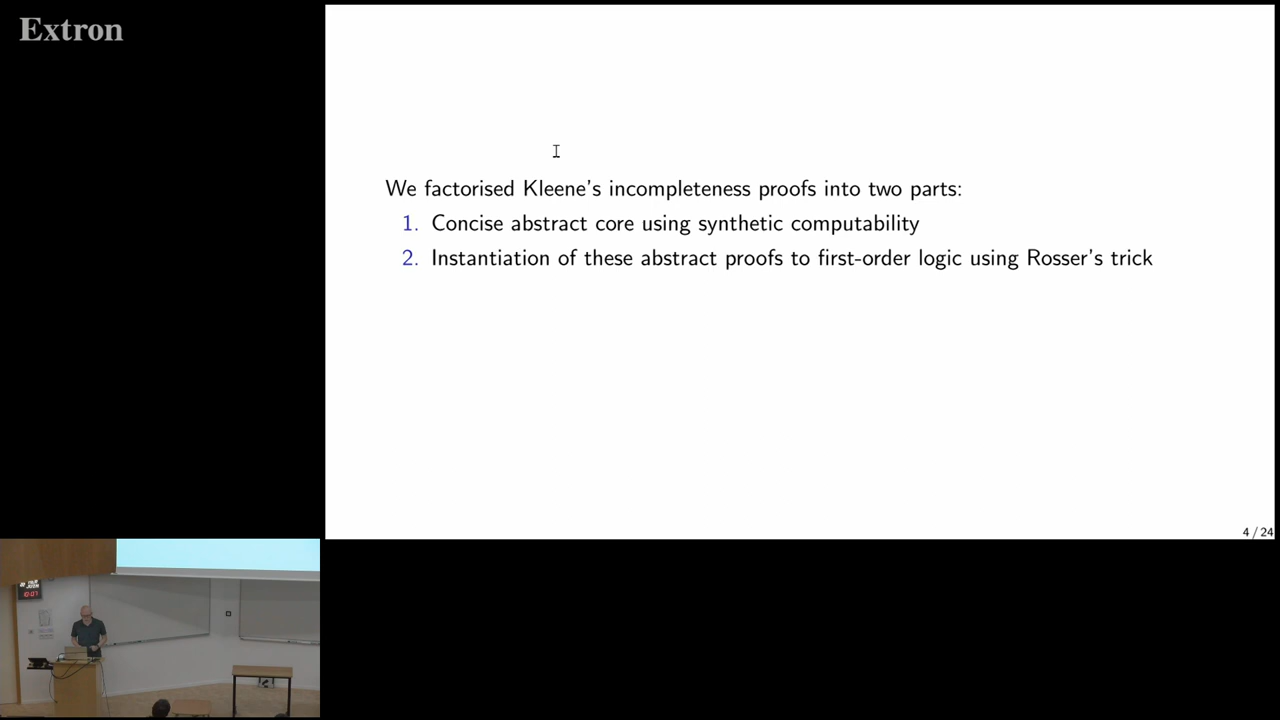 Extron
We factorised Kleene's incompleteness proofs into two parts:
1. Concise abstract core using synthetic computability
2. Instantiation of these abstract proofs to first-order logic using Rosser's trick
4 / 24